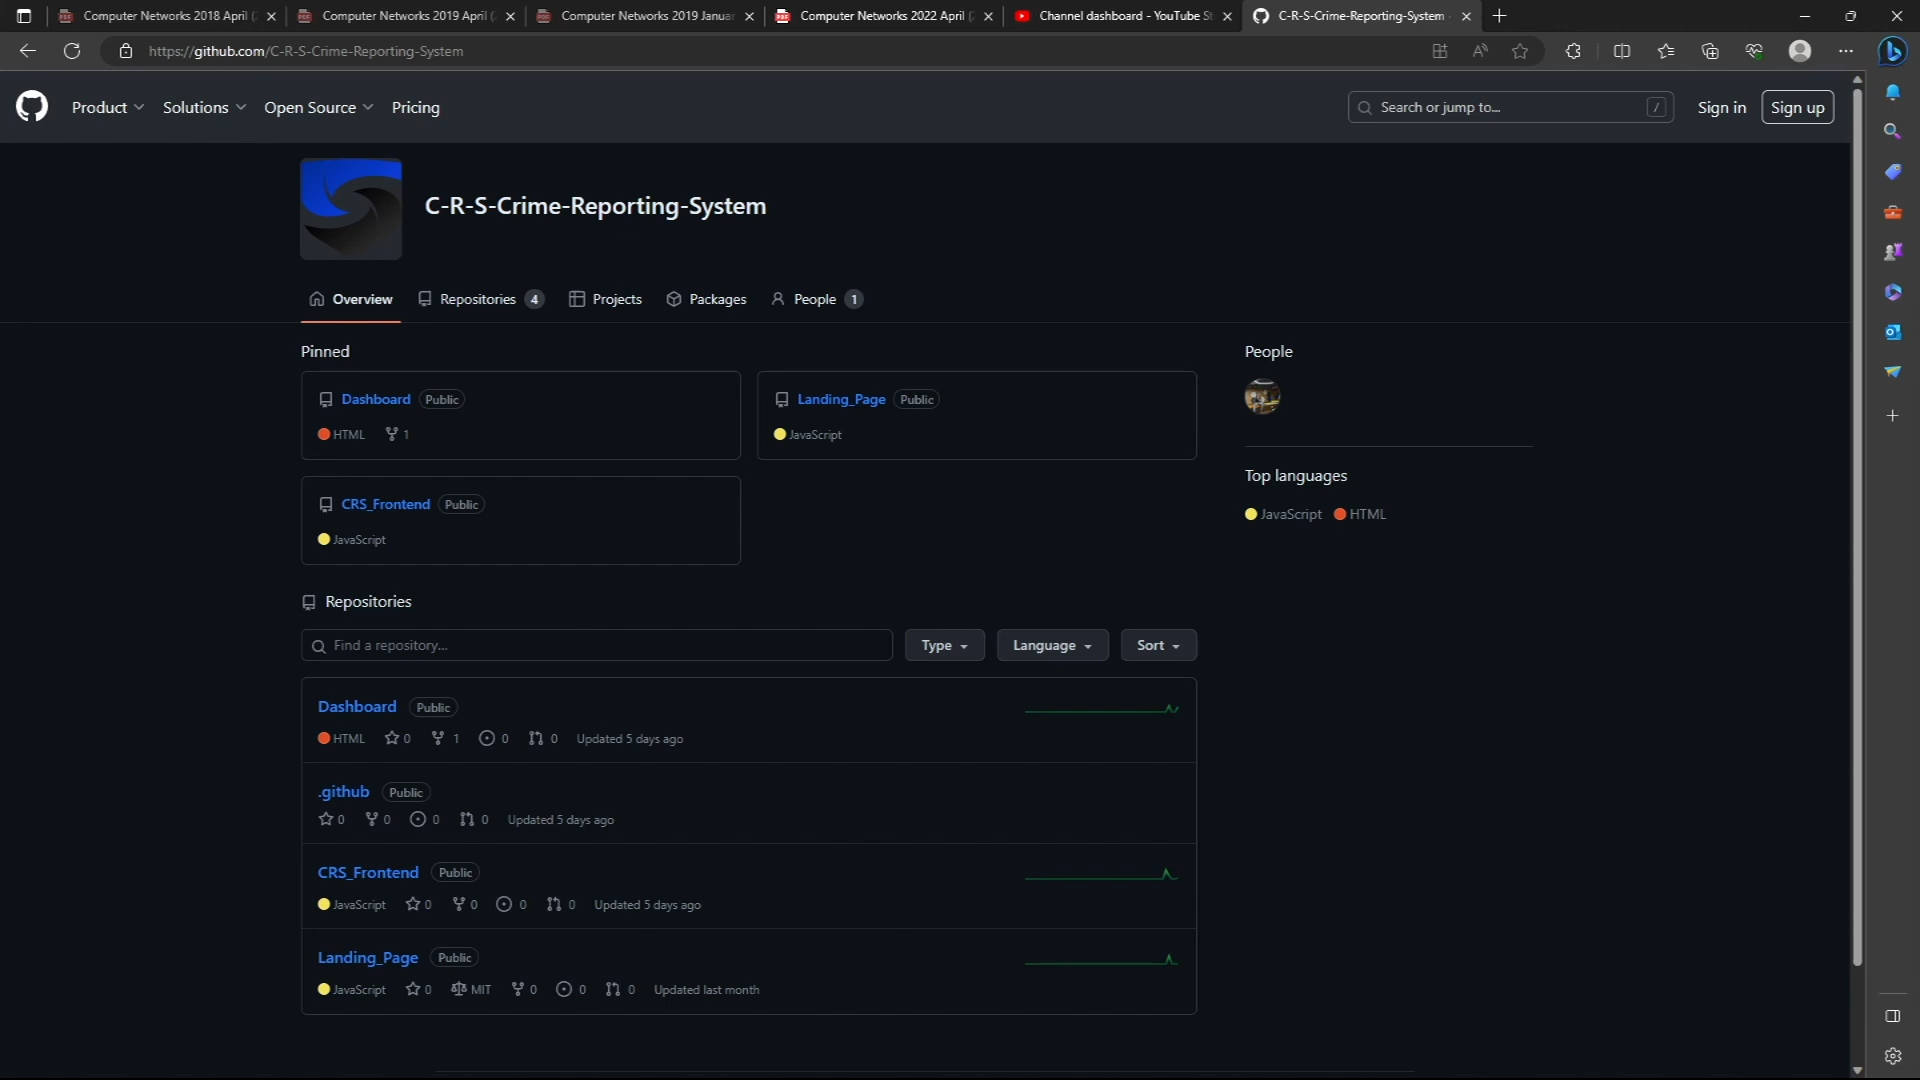 Computer Networks 2018 April (
Computer Networks 2019 April (
Computer Networks 2019 Januar
Computer Networks 2022 April (
Channel dashboard - YouTube St
C-R-S-Crime-Reporting-System
https://github.com/C-R-S-Crime-Reporting-System
Product
Solutions
Open Source
Pricing
Search or jump to...
/
Sign in
Sign up
C-R-S-Crime-Reporting-System
Overview
Repositories 4
Projects
Packages
People 1
Pinned
People
Dashboard Public
HTML 1
Landing_Page Public
JavaScript
Top languages
JavaScript HTML
CRS_Frontend Public
JavaScript
Repositories
Find a repository...
Type
Language
Sort
Dashboard Public
HTML 0 1 0 0 Updated 5 days ago
.github Public
0 0 0 0 Updated 5 days ago
CRS_Frontend Public
JavaScript 0 0 0 0 Updated 5 days ago
Landing_Page Public
JavaScript 0 MIT 0 0 0 Updated last month